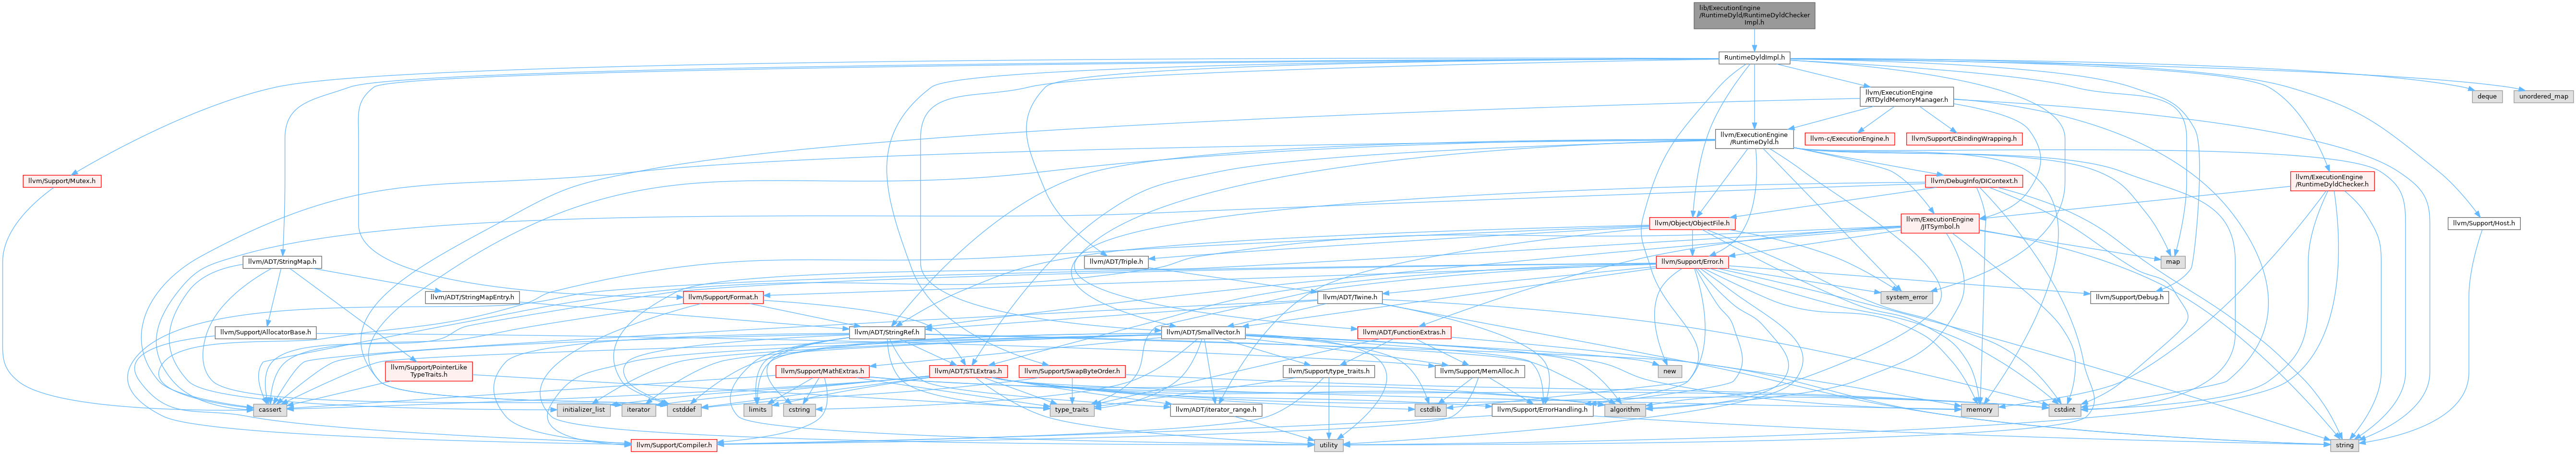 lib/ExecutionEngine
/RuntimeDyld/RuntimeDyldChecker
Impl.h
RuntimeDyldImpl.h
llvm/ExecutionEngine
/RTDyldMemoryManager.h
deque
unordered_map
llvm/ExecutionEngine
/RuntimeDyld.h
llvm-c/ExecutionEngine.h
llvm/Support/CBindingWrapping.h
llvm/Support/Mutex.h
llvm/DebugInfo/DIContext.h
llvm/ExecutionEngine
/RuntimeDyldChecker.h
llvm/Object/ObjectFile.h
llvm/ExecutionEngine
/JITSymbol.h
llvm/Support/Host.h
llvm/ADT/StringMap.h
llvm/ADT/Triple.h
llvm/Support/Error.h
map
llvm/ADT/StringMapEntry.h
llvm/Support/Format.h
llvm/ADT/Twine.h
system_error
llvm/Support/Debug.h
llvm/Support/AllocatorBase.h
llvm/ADT/StringRef.h
llvm/ADT/SmallVector.h
llvm/ADT/FunctionExtras.h
llvm/Support/PointerLike
TypeTraits.h
llvm/Support/MathExtras.h
llvm/ADT/STLExtras.h
llvm/Support/SwapByteOrder.h
llvm/Support/type_traits.h
llvm/Support/MemAlloc.h
new
cassert
initializer_list
iterator
cstddef
limits
cstring
type_traits
llvm/ADT/iterator_range.h
cstdlib
llvm/Support/ErrorHandling.h
algorithm
memory
cstdint
llvm/Support/Compiler.h
utility
string